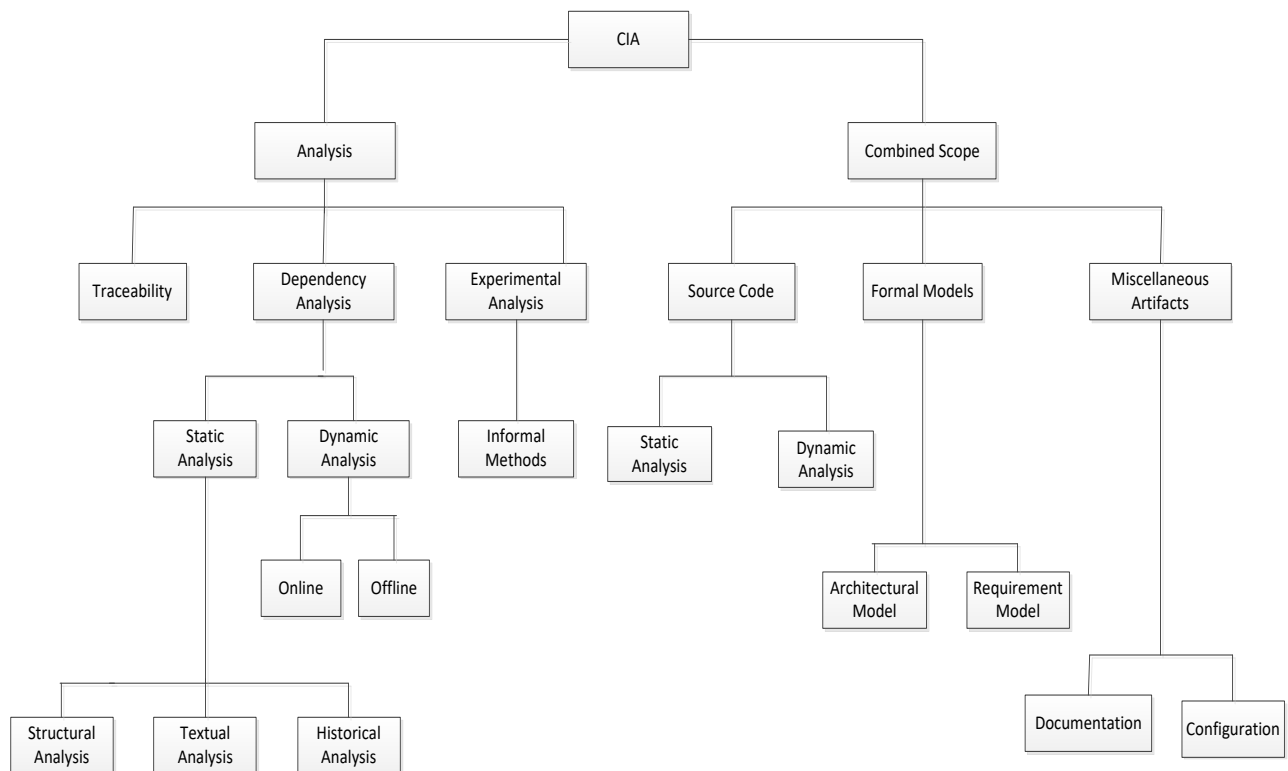 CIA
Analysis
Combined Scope
Traceability
Dependency
Analysis
Experimental
Analysis
Source Code
Formal Models
Miscellaneous
Artifacts
Static
Analysis
Dynamic
Analysis
Informal
Methods
Static
Analysis
Dynamic
Analysis
Online
Offline
Architectural
Model
Requirement
Model
Structural
Analysis
Textual
Analysis
Historical
Analysis
Documentation
Configuration